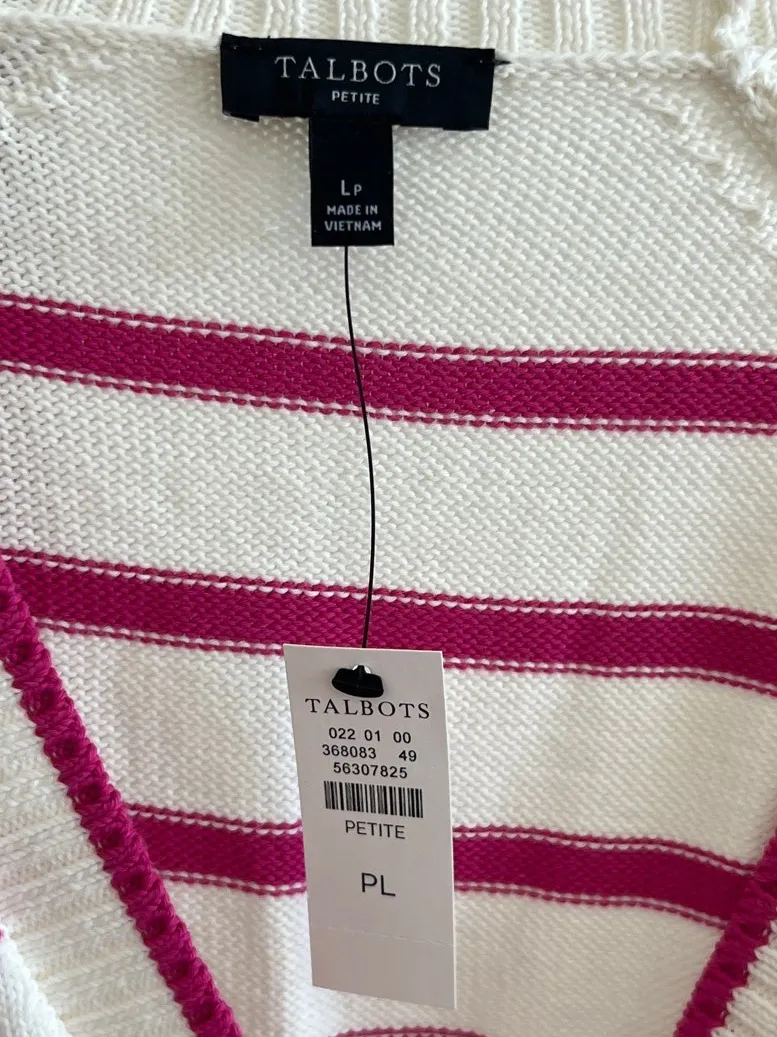 TALBOTS
PETITE
LP
MADE IN
VIETNAM
TALBOTS
022 01 00
368083 49
56307825
PETITE
PL